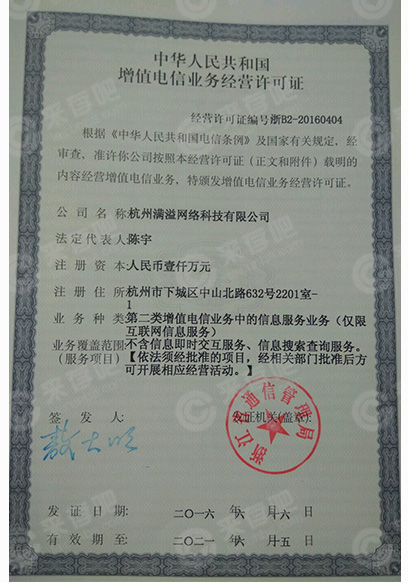 中华人民共和国
增值电信业务经营许可证
经营许可证编号浙B2-20160404
根据《中华人民共和国电信条例》及国家有关规定，经
审查，准许你公司按照本经营许可证（正文和附件）载明的
内容经营增值电信业务，特颁发增值电信业务经营许可证。
公司名称杭州满溢网络科技有限公司
法定代表人陈宇
注册资本人民币壹仟万元
注册住所杭州市下城区中山北路632号2201室-
1
业务种类第二类增值电信业务中的信息服务业务（仅限
互联网信息服务）
业务覆盖范围不含信息即时交互服务、信息搜索查询服务。
（服务项目）【依法须经批准的项目，经相关部门批准后方
可开展相应经营活动。】
签发人
发证机关(盖章):
浙江省通信管理局
发证日期：二〇一六 六月十六日
有效期至：二〇二一 六月十五日